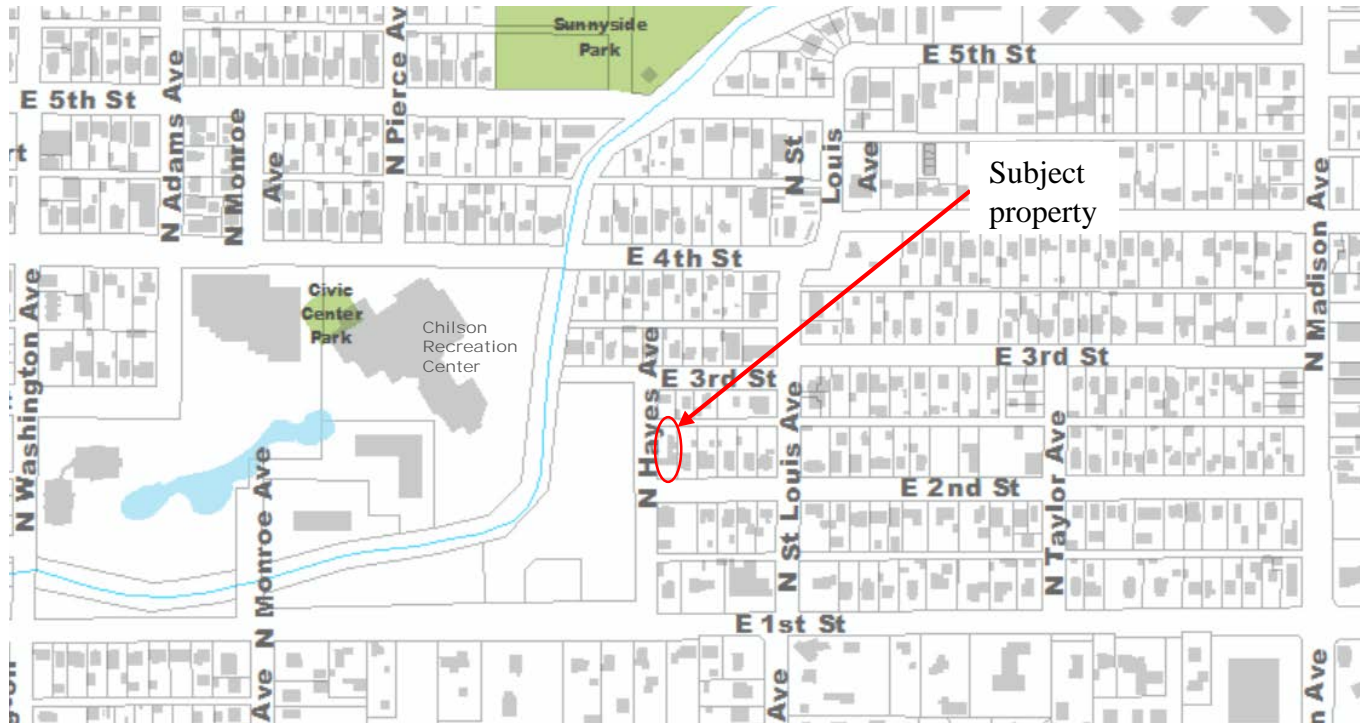 Sunnyside
Park
E 5th St
E 5th St
N Adams Ave
N Monroe
Ave
N Pierce Av
N St
Louis
Ave
Subject
property
N Madison Ave
E 4th St
N Washington Ave
Civic
Center
Park
Chilson
Recreation
Center
E 3rd St
E 3rd St
N Hayes Ave
N St Louis Ave
E 2nd St
N Taylor Ave
N Monroe Ave
E 1st St
Ave
Ave
n Av